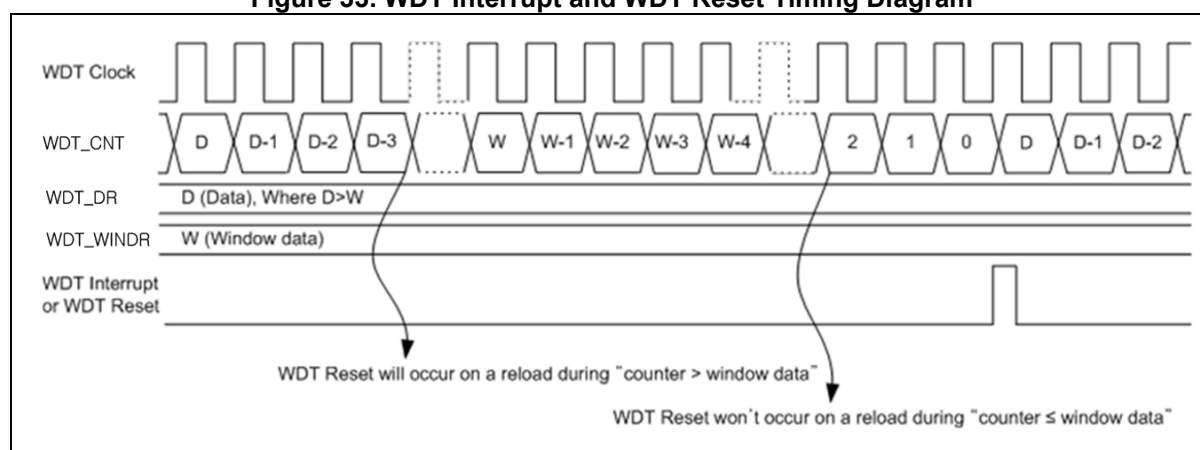 Figure 33. WDT Interrupt and WDT Reset Timing Diagram
WDT Clock
WDT_CNT D D-1 D-2 D-3 W W-1 W-2 W-3 W-4 2 1 0 D D-1 D-2
WDT_DR D (Data), Where D>W
WDT_WINDR W (Window data)
WDT Interrupt
or WDT Reset
WDT Reset will occur on a reload during “counter > window data”
WDT Reset won't occur on a reload during “counter ≤ window data”